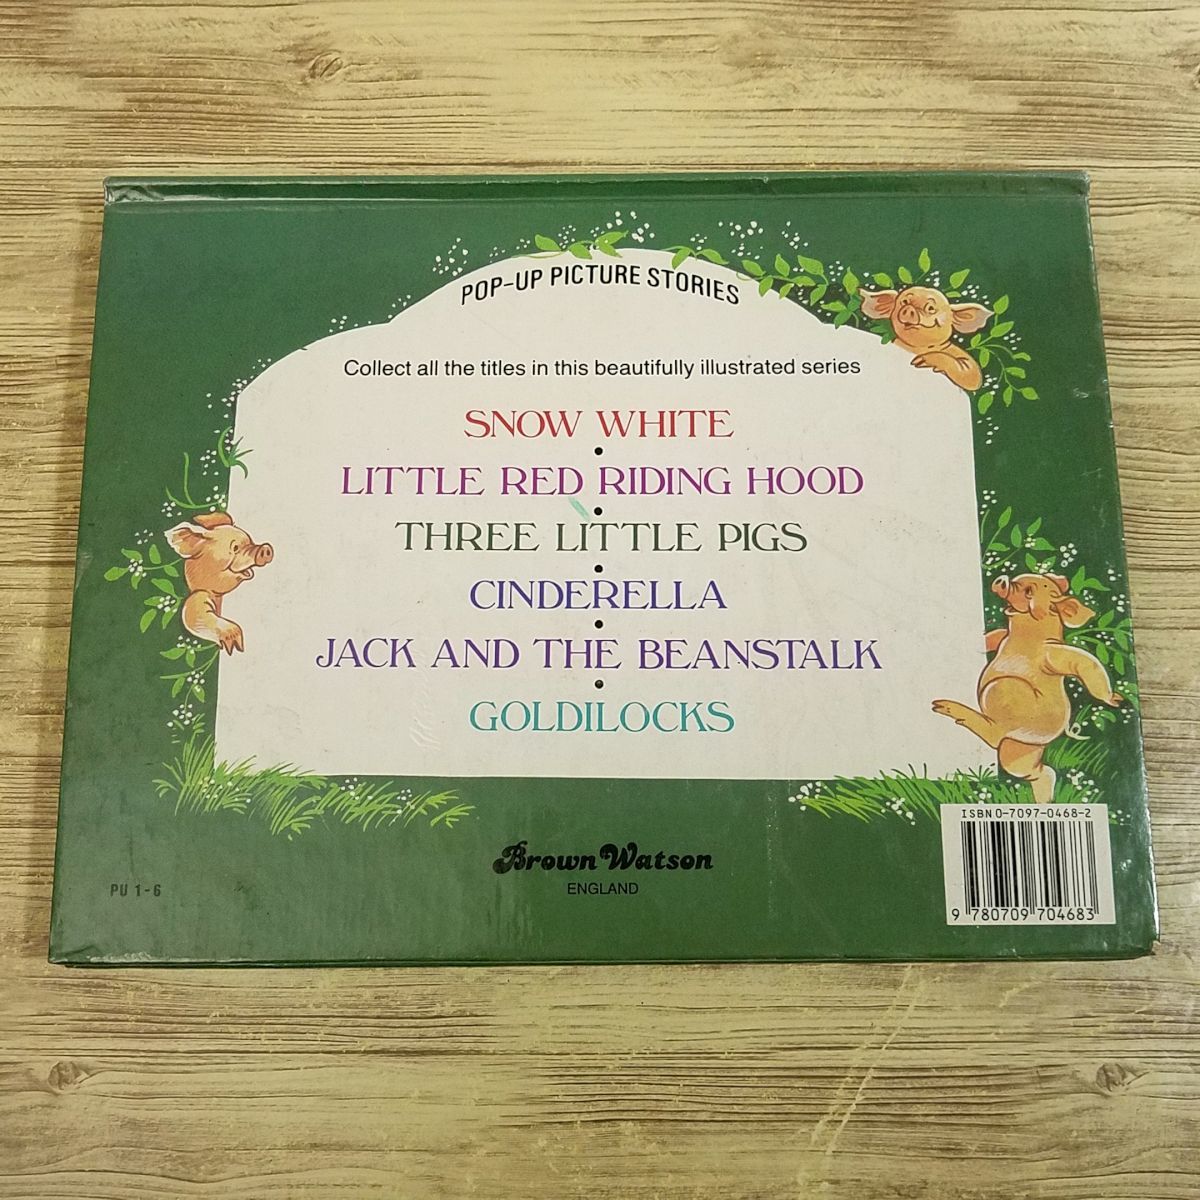 POP-UP PICTURE STORIES
Collect all the titles in this beautifully illustrated series
SNOW WHITE
•
LITTLE RED RIDING HOOD
•
THREE LITTLE PIGS
•
CINDERELLA
•
JACK AND THE BEANSTALK
•
GOLDILOCKS
ISBN 0-7097-0468-2
Brown Watson
ENGLAND
PU 1-6
9 780709 704683